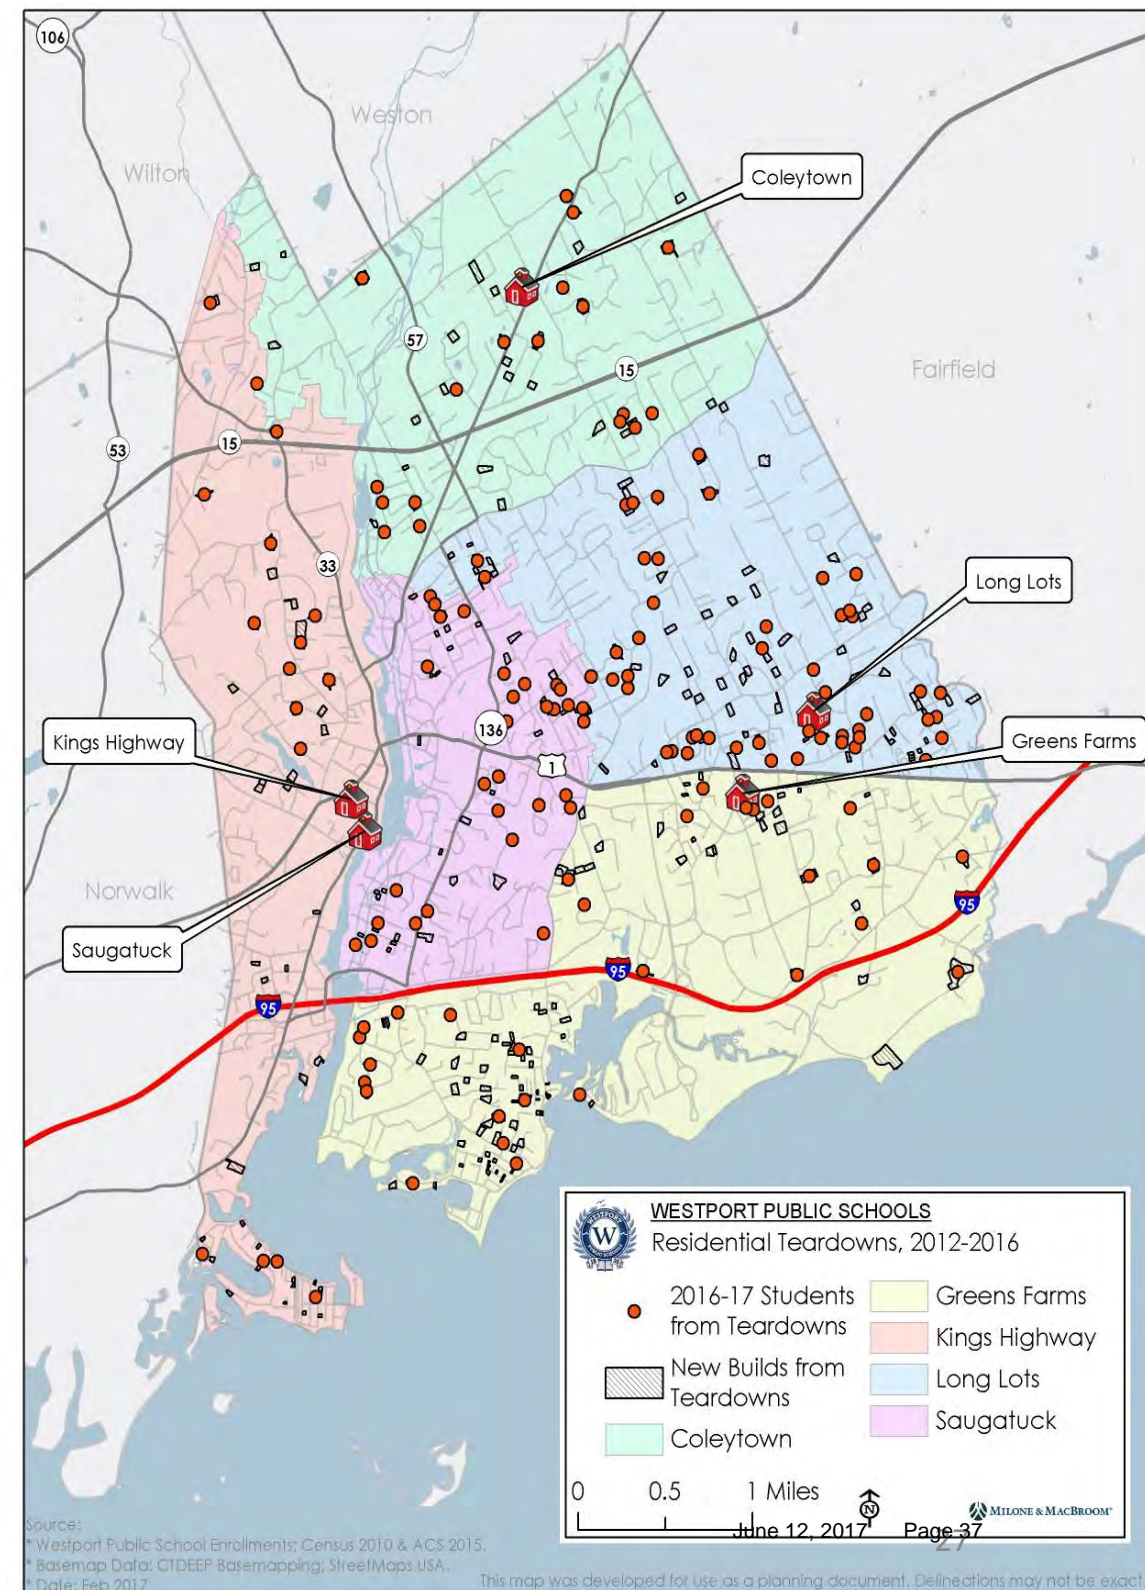 106
Weston
Wilton
Coleytown
57
15
Fairfield
53
15
33
Long Lots
136
1
Kings Highway
Greens Farms
Norwalk
Saugatuck
95
95
95
WESTPORT PUBLIC SCHOOLS
Residential Teardowns, 2012-2016
WESTPORT
W
PUBLIC SCHOOLS
2016-17 Students
from Teardowns
New Builds from
Teardowns
Coleytown
Greens Farms
Kings Highway
Long Lots
Saugatuck
0 0.5 1 Miles
N
MILONE & MACBROOM®
June 12, 2017 Page 37
27
Source:
* Westport Public School Enrollments; Census 2010 & ACS 2015.
* Basemap Data: CTDEEP Basemapping; StreetMaps USA.
* Date: Feb 2017
This map was developed for use as a planning document. Delineations may not be exact